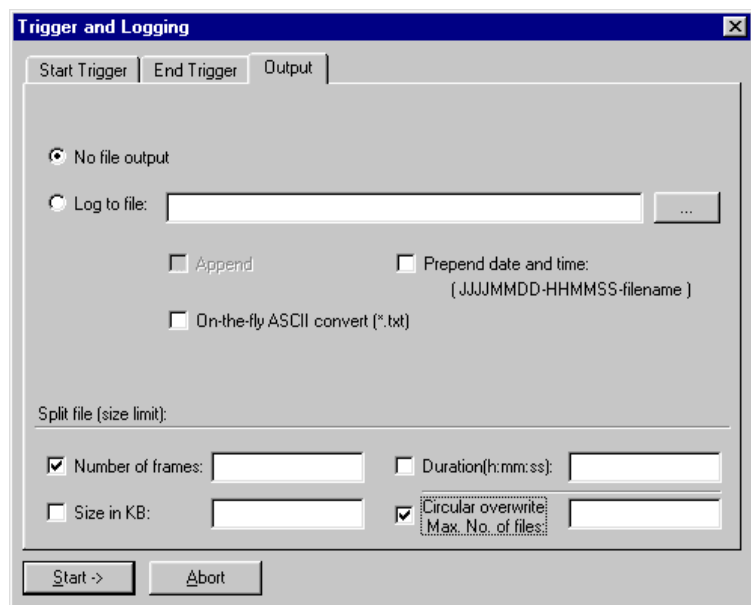 Trigger and Logging
Start Trigger End Trigger Output
No file output
Log to file: ...
Append Prepend date and time:
( JJJJMMDD-HHMMSS-filename )
On-the-fly ASCII convert (*.txt)
Split file (size limit):
Number of frames: Duration(h:mm:ss):
Size in KB: Circular overwrite
Max. No. of files:
Start -> Abort